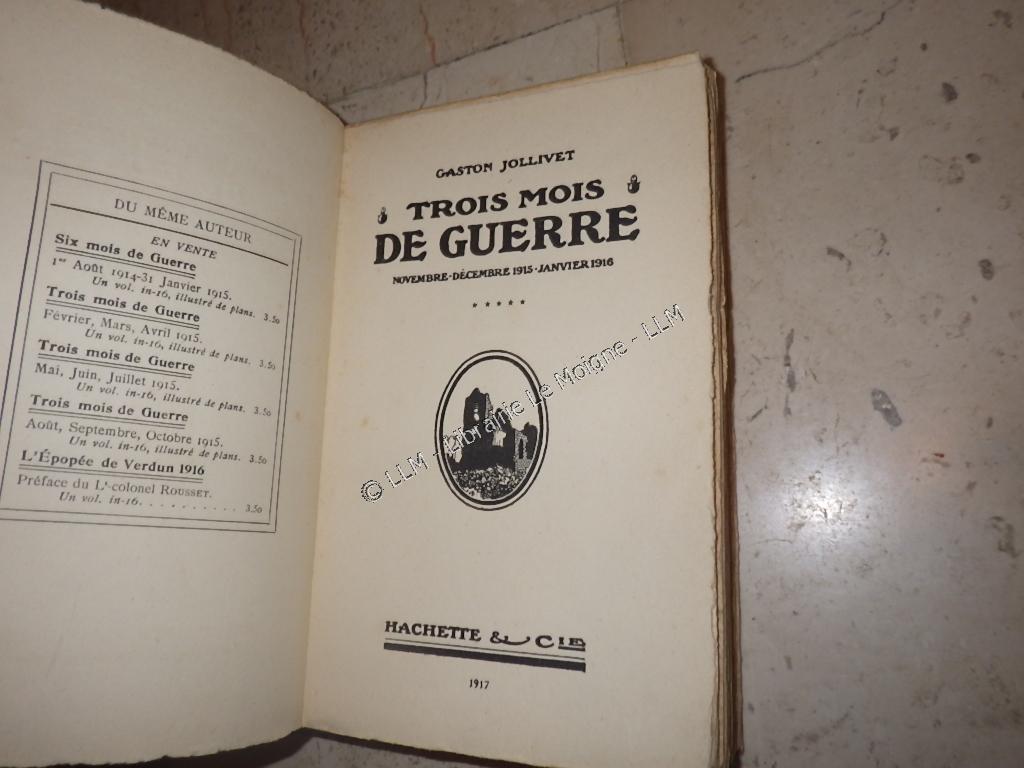 DU MÊME AUTEUR
EN VENTE
Six mois de Guerre
1er Août 1914-31 Janvier 1915.
Un vol. in-16, illustré de plans. 3.50
Trois mois de Guerre
Février, Mars, Avril 1915.
Un vol. in-16, illustré de plans. 3.50
Trois mois de Guerre
Mai, Juin, Juillet 1915.
Un vol. in-16, illustré de plans. 3.50
Trois mois de Guerre
Août, Septembre, Octobre 1915.
Un vol. in-16, illustré de plans. 3.50
L'Épopée de Verdun 1916
Préface du Lt-colonel ROUSSET.
Un vol. in-16. . . . . . . . . . 3.50
GASTON JOLLIVET
TROIS MOIS
DE GUERRE
NOVEMBRE-DÉCEMBRE 1915-JANVIER 1916
*****
© LLM - Librairie Le Moigne - LLM
HACHETTE & CIE
1917